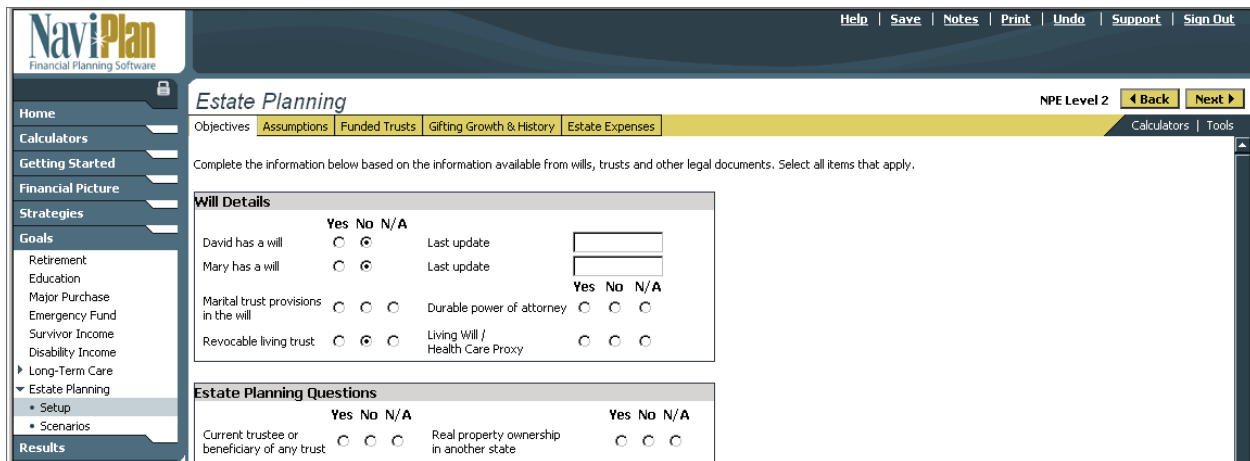 Help | Save | Notes | Print | Undo | Support | Sign Out
NaviPlan
Financial Planning Software
Home
Calculators
Getting Started
Financial Picture
Strategies
Goals
Retirement
Education
Major Purchase
Emergency Fund
Survivor Income
Disability Income
Long-Term Care
Estate Planning
• Setup
• Scenarios
Results
Estate Planning
NPE Level 2 Back Next
Objectives Assumptions Funded Trusts Gifting Growth & History Estate Expenses
Calculators | Tools
Complete the information below based on the information available from wills, trusts and other legal documents. Select all items that apply.
Will Details
Yes No N/A
David has a will Last update
Mary has a will Last update
Yes No N/A
Marital trust provisions
in the will
Durable power of attorney
Revocable living trust
Living Will /
Health Care Proxy
Estate Planning Questions
Yes No N/A Yes No N/A
Current trustee or
beneficiary of any trust
Real property ownership
in another state